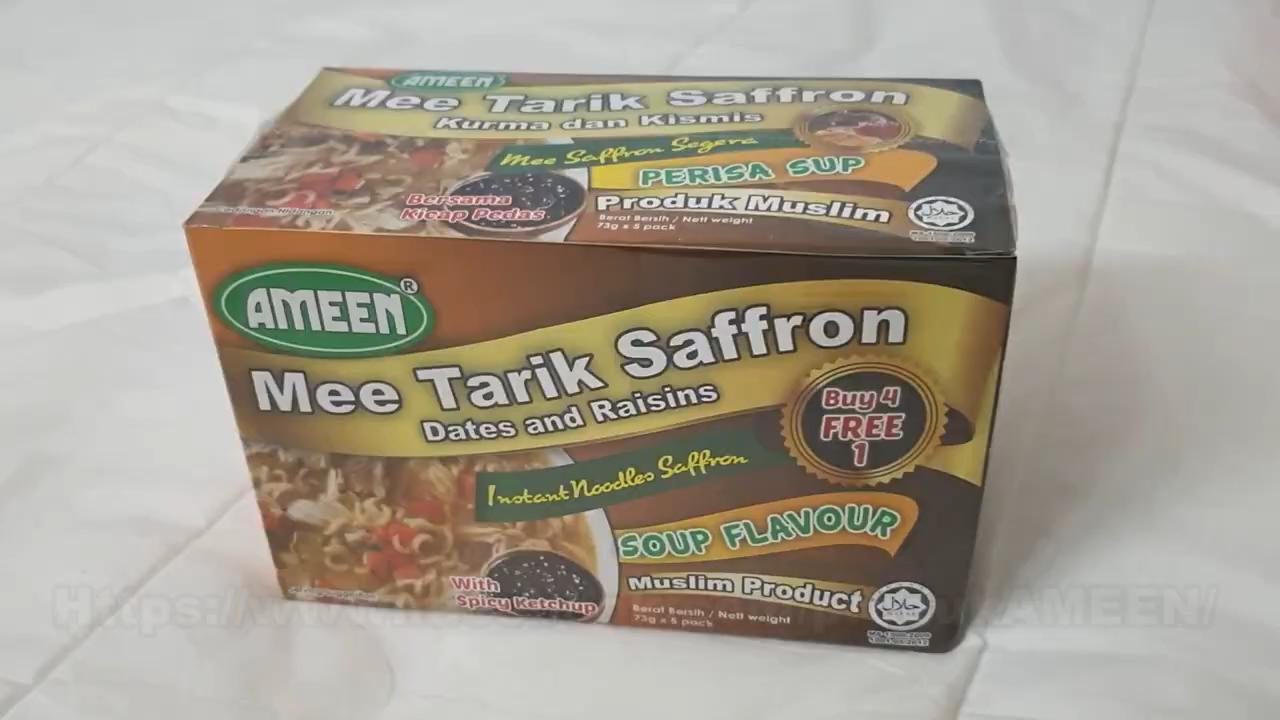 AMEEN
Mee Tarik Saffron
Kurma dan Kismis
Mee Saffron Segera
PERISA SUP
Bersama
Kicap Pedas
Produk Muslim
Berat Bersih / Nett weight
73g x 5 pack
AMEEN®
Mee Tarik Saffron
Dates and Raisins
Buy 4
FREE
1
Instant Noodles Saffron
SOUP FLAVOUR
With
Spicy Ketchup
Muslim Product
Berat Bersih / Nett weight
73g x 5 pack
حلال